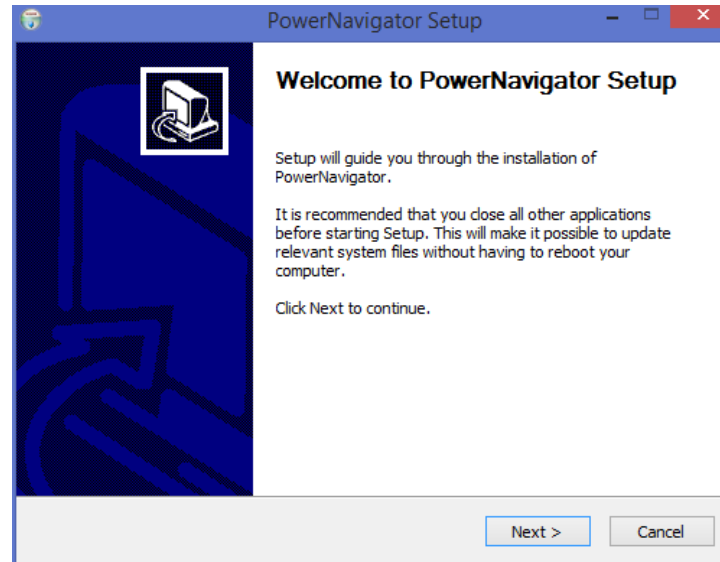 PowerNavigator Setup
Welcome to PowerNavigator Setup
Setup will guide you through the installation of
PowerNavigator.
It is recommended that you close all other applications
before starting Setup. This will make it possible to update
relevant system files without having to reboot your
computer.
Click Next to continue.
Next >
Cancel